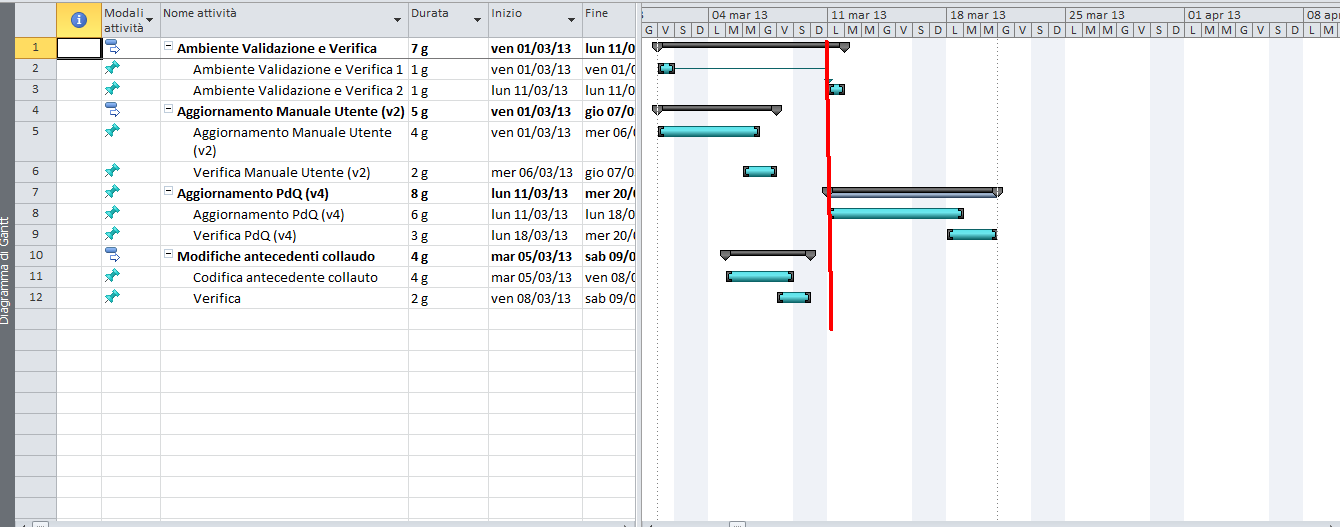 Modali attività Nome attività Durata Inizio Fine
04 mar 13 11 mar 13 18 mar 13 25 mar 13 01 apr 13 08 ap
G V S D L M M G V S D L M M G V S D L M M G V S D L M M G V S D L M M G V S D L M
1 Ambiente Validazione e Verifica 7 g ven 01/03/13 lun 11/0
2 Ambiente Validazione e Verifica 1 1 g ven 01/03/13 ven 01/0
3 Ambiente Validazione e Verifica 2 1 g lun 11/03/13 lun 11/0
4 Aggiornamento Manuale Utente (v2) 5 g ven 01/03/13 gio 07/0
5 Aggiornamento Manuale Utente 4 g ven 01/03/13 mer 06/0
(v2)
6 Verifica Manuale Utente (v2) 2 g mer 06/03/13 gio 07/0
7 Aggiornamento PdQ (v4) 8 g lun 11/03/13 mer 20/0
8 Aggiornamento PdQ (v4) 6 g lun 11/03/13 lun 18/0
9 Verifica PdQ (v4) 3 g lun 18/03/13 mer 20/0
10 Modifiche antecedenti collaudo 4 g mar 05/03/13 sab 09/0
11 Codifica antecedente collauto 4 g mar 05/03/13 ven 08/0
12 Verifica 2 g ven 08/03/13 sab 09/0
Diagramma di Gantt